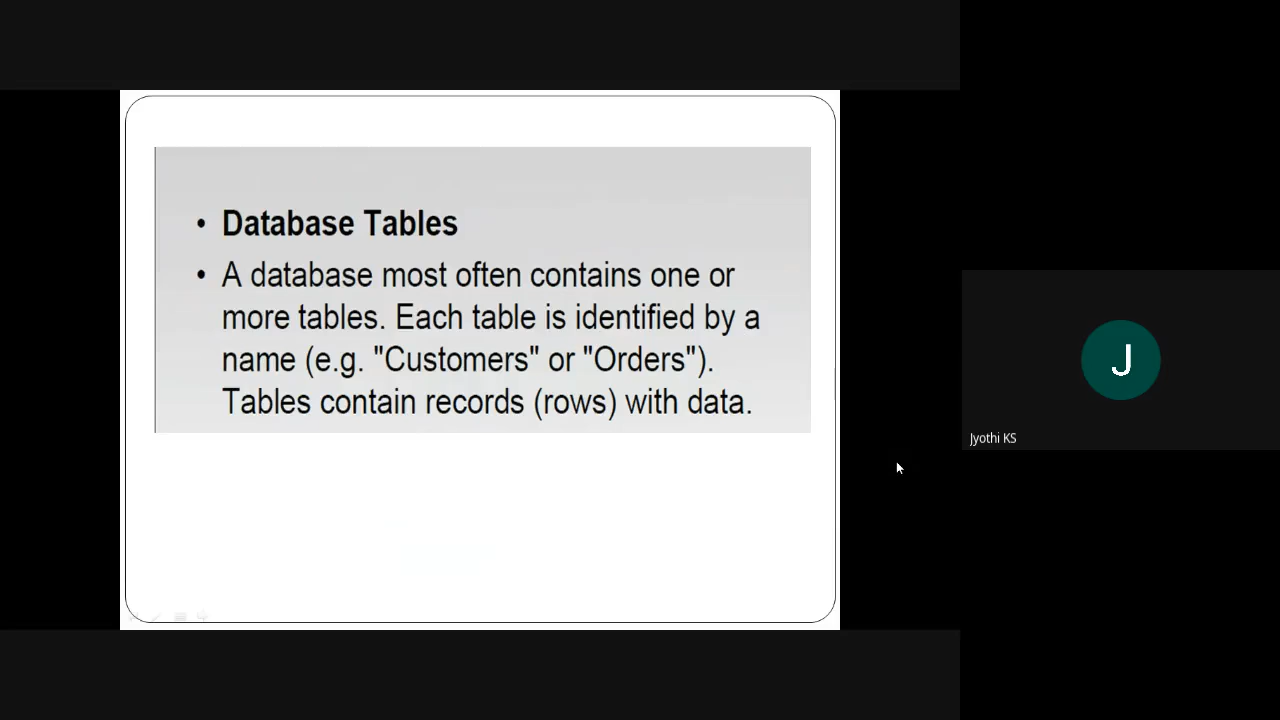 • Database Tables
• A database most often contains one or
more tables. Each table is identified by a
name (e.g. "Customers" or "Orders").
Tables contain records (rows) with data.
J
Jyothi KS